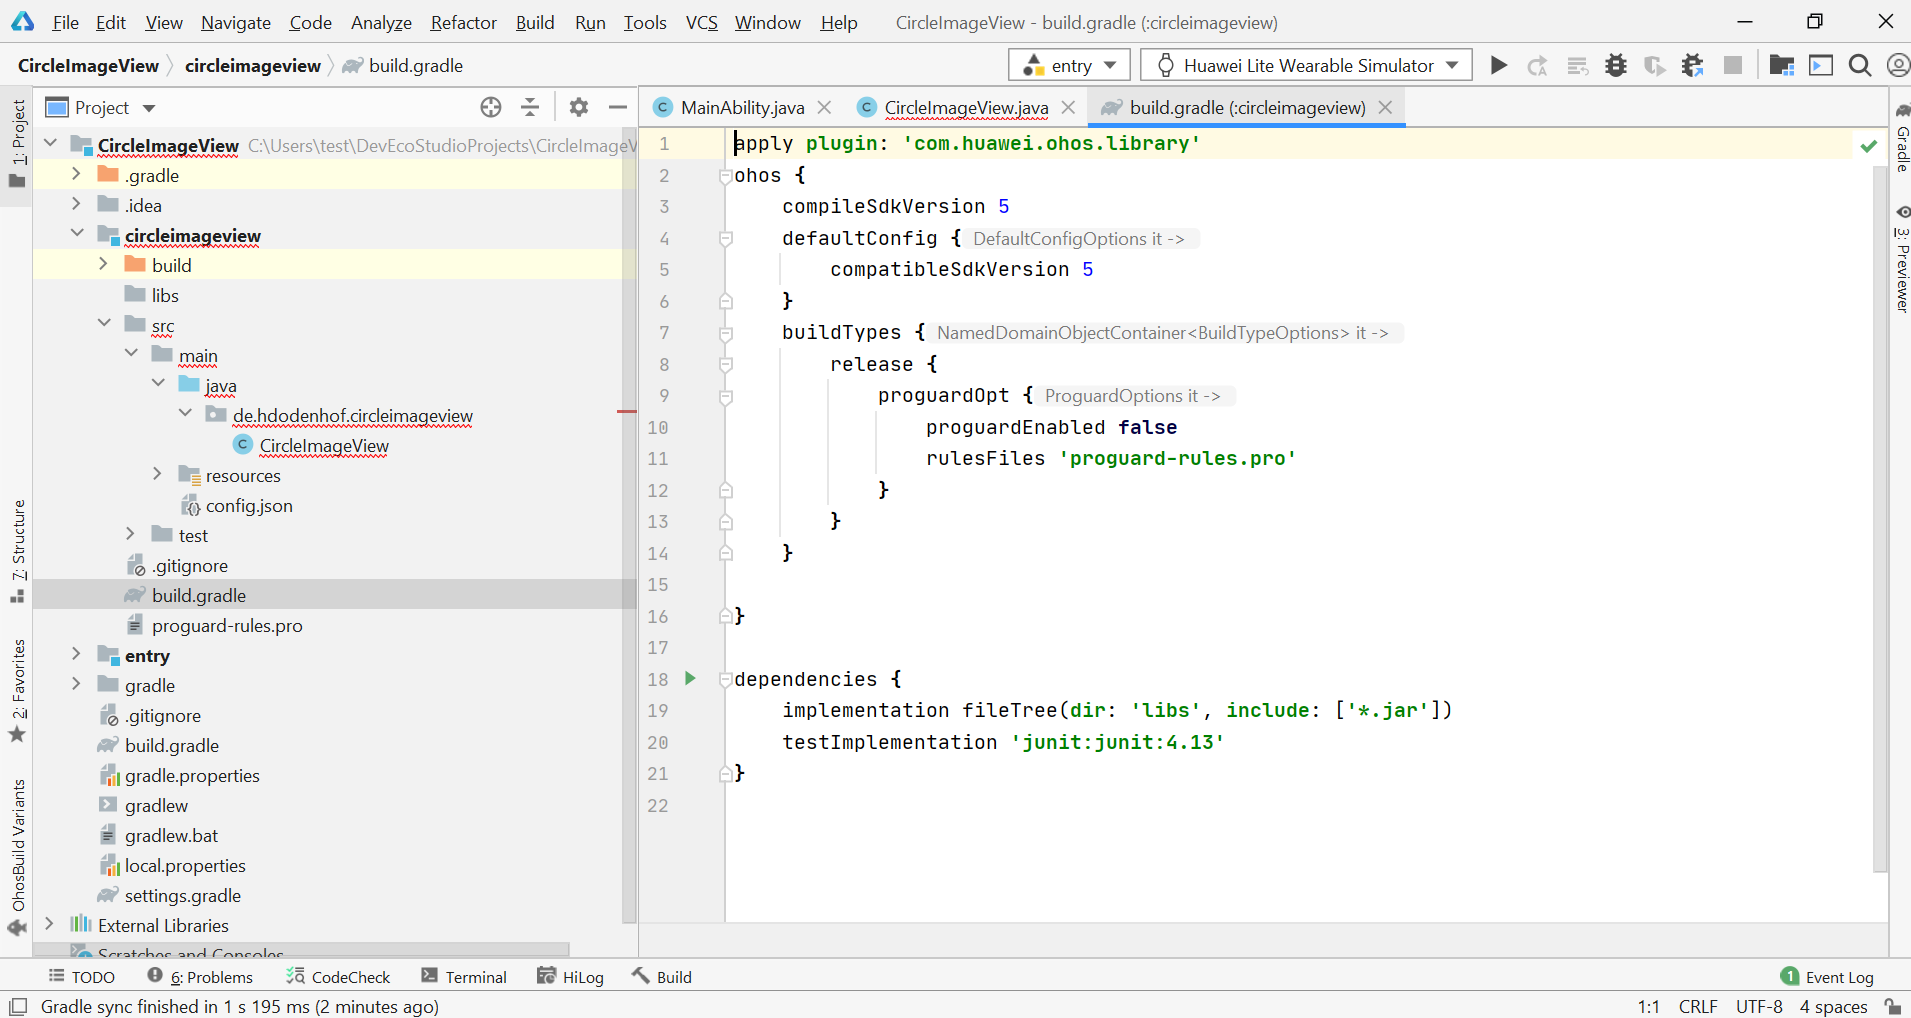 File Edit View Navigate Code Analyze Refactor Build Run Tools VCS Window Help CircleImageView - build.gradle (:circleimageview)
CircleImageView circleimageview build.gradle entry Huawei Lite Wearable Simulator
Project
MainAbility.java CircleImageView.java build.gradle (:circleimageview)
1: Project
7: Structure
2: Favorites
OhosBuild Variants
CircleImageView C:\Users\test\DevEcoStudioProjects\CircleImageV
.gradle
.idea
circleimageview
build
libs
src
main
java
de.hdodenhof.circleimageview
CircleImageView
resources
config.json
test
.gitignore
build.gradle
proguard-rules.pro
entry
gradle
.gitignore
build.gradle
gradle.properties
gradlew
gradlew.bat
local.properties
settings.gradle
External Libraries
Scratches and Consoles
1 apply plugin: 'com.huawei.ohos.library'
2 ohos {
3 compileSdkVersion 5
4 defaultConfig { DefaultConfigOptions it ->
5 compatibleSdkVersion 5
6 }
7 buildTypes { NamedDomainObjectContainer<BuildTypeOptions> it ->
8 release {
9 proguardOpt { ProguardOptions it ->
10 proguardEnabled false
11 rulesFiles 'proguard-rules.pro'
12 }
13 }
14 }
15
16 }
17
18 dependencies {
19 implementation fileTree(dir: 'libs', include: ['*.jar'])
20 testImplementation 'junit:junit:4.13'
21 }
22
Gradle
3: Previewer
TODO 6: Problems CodeCheck Terminal HiLog Build 1 Event Log
Gradle sync finished in 1 s 195 ms (2 minutes ago) 1:1 CRLF UTF-8 4 spaces